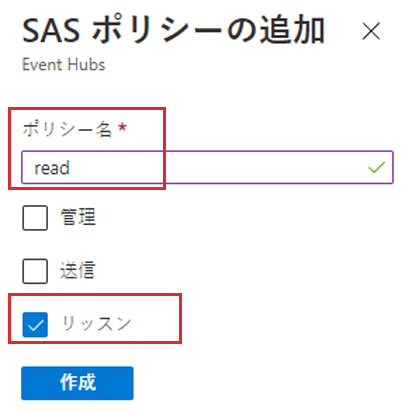 SAS ポリシーの追加
Event Hubs
ポリシー名 *
read
管理
送信
リッスン
作成